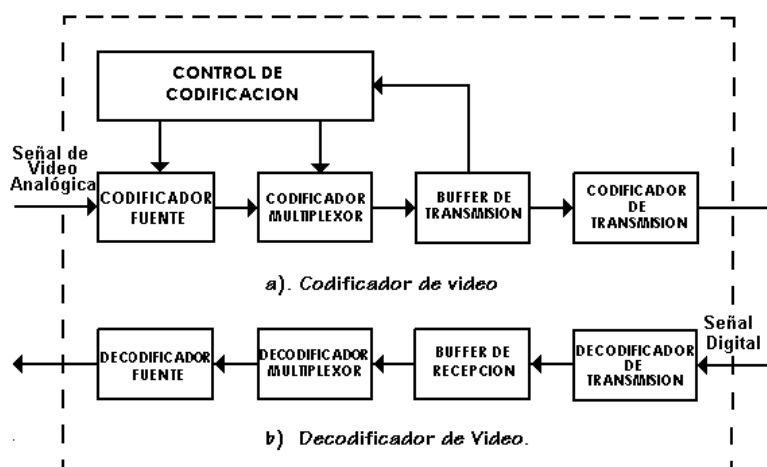 CONTROL DE
CODIFICACION
Señal de
Video
Analógica
CODIFICADOR
FUENTE
CODIFICADOR
MULTIPLEXOR
BUFFER DE
TRANSMISION
CODIFICADOR
DE
TRANSMISION
a). Codificador de video
Señal
Digital
DECODIFICADOR
FUENTE
DECODIFICADOR
MULTIPLEXOR
BUFFER DE
RECEPCION
DECODIFICADOR
DE
TRANSMISION
b) Decodificador de Video.